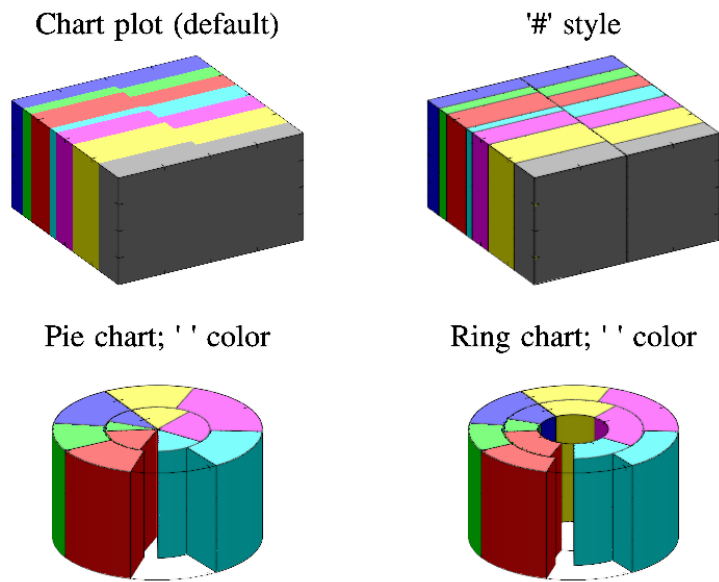 Chart plot (default)
'#' style
Pie chart; ' ' color
Ring chart; ' ' color